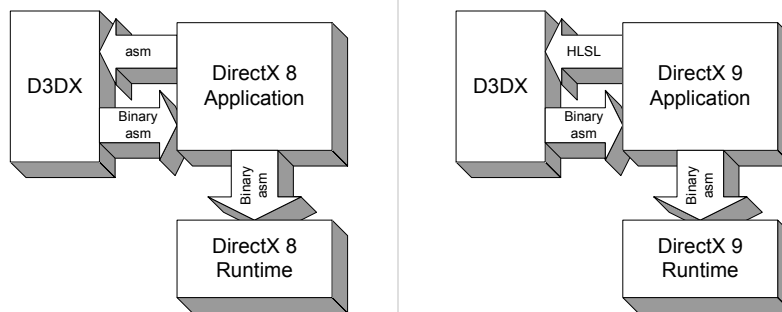 D3DX
asm
Binary
asm
DirectX 8
Application
Binary
asm
DirectX 8
Runtime
D3DX
HLSL
Binary
asm
DirectX 9
Application
Binary
asm
DirectX 9
Runtime